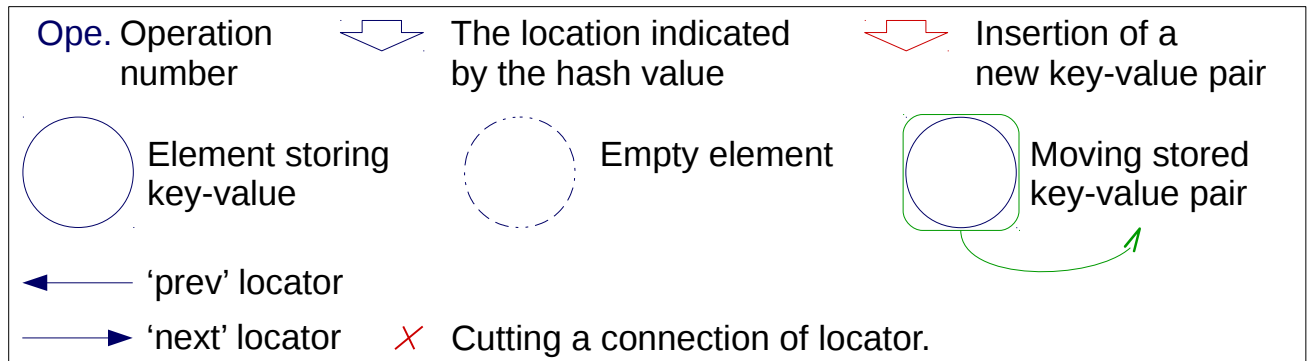 Ope. Operation number
The location indicated by the hash value
Insertion of a new key-value pair
Element storing key-value
Empty element
Moving stored key-value pair
‘prev’ locator
‘next’ locator
Cutting a connection of locator.